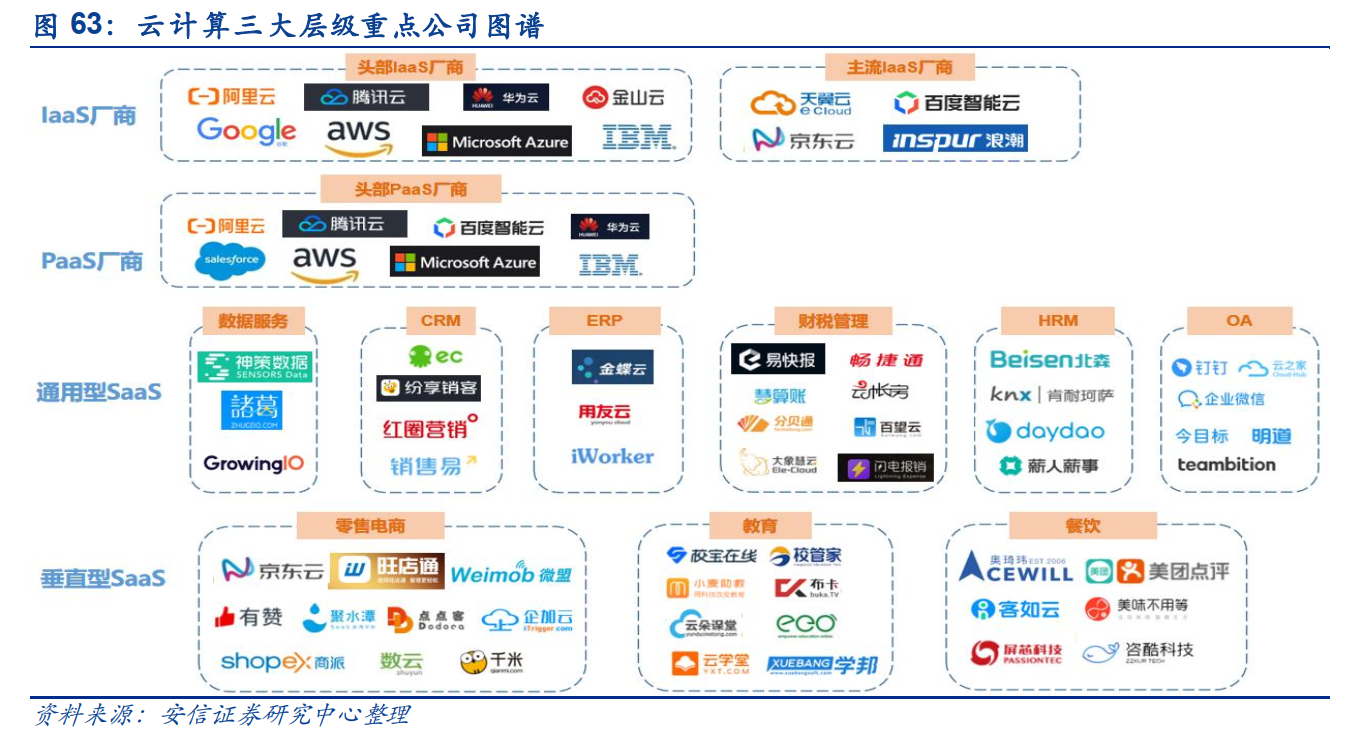 图 63：云计算三大层级重点公司图谱
头部IaaS厂商
主流IaaS厂商
IaaS厂商
阿里云
腾讯云
HUAWEI 华为云
金山云
Google
aws
Microsoft Azure
IBM
天翼云
e Cloud
百度智能云
京东云
inspur 浪潮
头部PaaS厂商
PaaS厂商
阿里云
腾讯云
百度智能云
HUAWEI 华为云
salesforce
aws
Microsoft Azure
IBM
通用型SaaS
数据服务
神策数据
SENSORS Data
諸葛
ZHUGEIO.COM
GrowingIO
CRM
ec
纷享销客
红圈营销
销售易
ERP
金蝶云
用友云
yonyou cloud
iWorker
财税管理
易快报
畅捷通
慧算账
云帐房
分贝通
百望云
大象慧云
Ele-Cloud
闪电报销
Lightning Expense
HRM
Beisen北森
knx 肯耐珂萨
daydao
薪人薪事
OA
钉钉
云之家
Cloud-Hub
企业微信
今目标
明道
teambition
垂直型SaaS
零售电商
京东云
旺店通
Weimob 微盟
有赞
聚水潭
点点客
Dodoca
企加云
iTrigger.com
shopex 商派
数云
shuyun
千米
qianmi.com
教育
校宝在线
校管家
小麦助教
布卡
buka.TV
云朵课堂
yunduoketang.com
云学堂
YXT.COM
XUEBANG 学邦
www.xuebangsoft.com
餐饮
奥琦玮 EST 2006
ACEWILL
美团
美团点评
客如云
美味不用等
屏芯科技
PASSIONTEC
咨酷科技
ZZKUR TECH
资料来源：安信证券研究中心整理